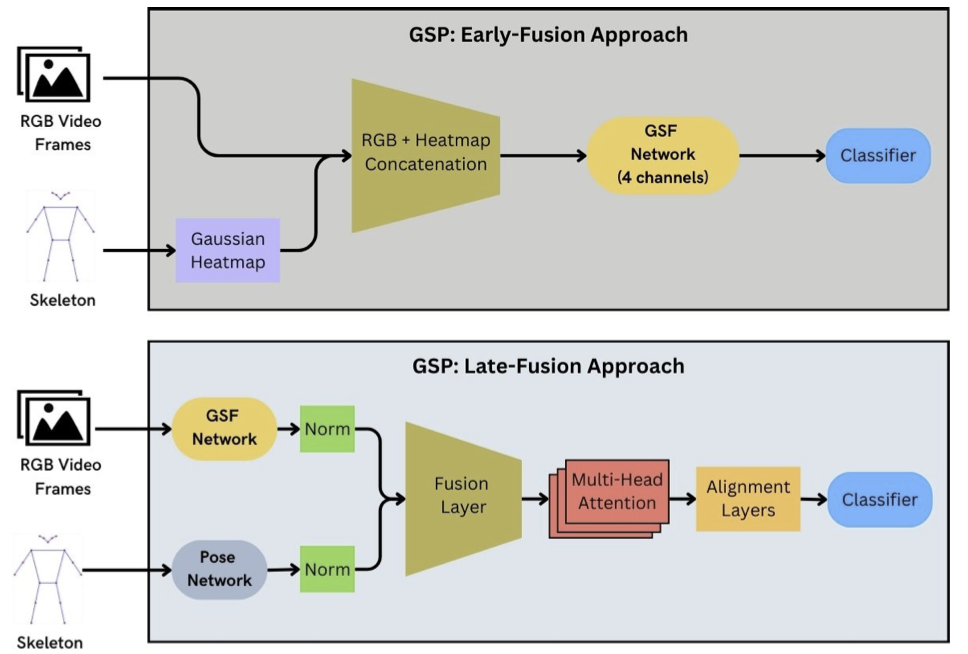 GSP: Early-Fusion Approach
RGB Video
Frames
RGB + Heatmap
Concatenation
GSF
Network
(4 channels)
Classifier
Gaussian
Heatmap
Skeleton
GSP: Late-Fusion Approach
RGB Video
Frames
GSF
Network
Norm
Fusion
Layer
Multi-Head
Attention
Alignment
Layers
Classifier
Pose
Network
Norm
Skeleton